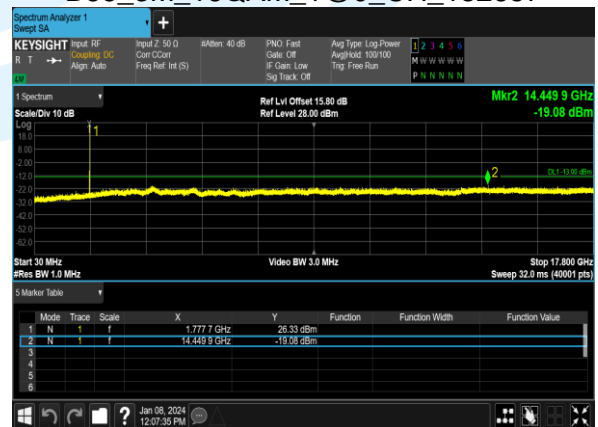 Spectrum Analyzer 1
Swept SA
+
KEYSIGHT Input: RF Input Z: 50 Ω #Atten: 40 dB PNO: Fast Avg Type: Log-Power 1 2 3 4 5 6
R T Coupling: DC Corr CCorr Gate: Off Avg|Hold: 100/100 M W W W W W
Align: Auto Freq Ref: Int (S) IF Gain: Low Trig: Free Run
Sig Track: Off P N N N N N
LW
1 Spectrum Ref Lvl Offset 15.80 dB Mkr2 14.449 9 GHz
Scale/Div 10 dB Ref Level 28.00 dBm -19.08 dBm
Log
1
18.0
8.00
-2.00
-12.0
2
DL1 -13.00 dBm
-22.0
-32.0
-42.0
-52.0
-62.0
Start 30 MHz Video BW 3.0 MHz Stop 17.800 GHz
#Res BW 1.0 MHz Sweep 32.0 ms (40001 pts)
5 Marker Table
Mode Trace Scale X Y Function Function Width Function Value
1 N 1 f 1.777 7 GHz 26.33 dBm
2 N 1 f 14.449 9 GHz -19.08 dBm
3
4
5
6
? Jan 08, 2024
12:07:35 PM